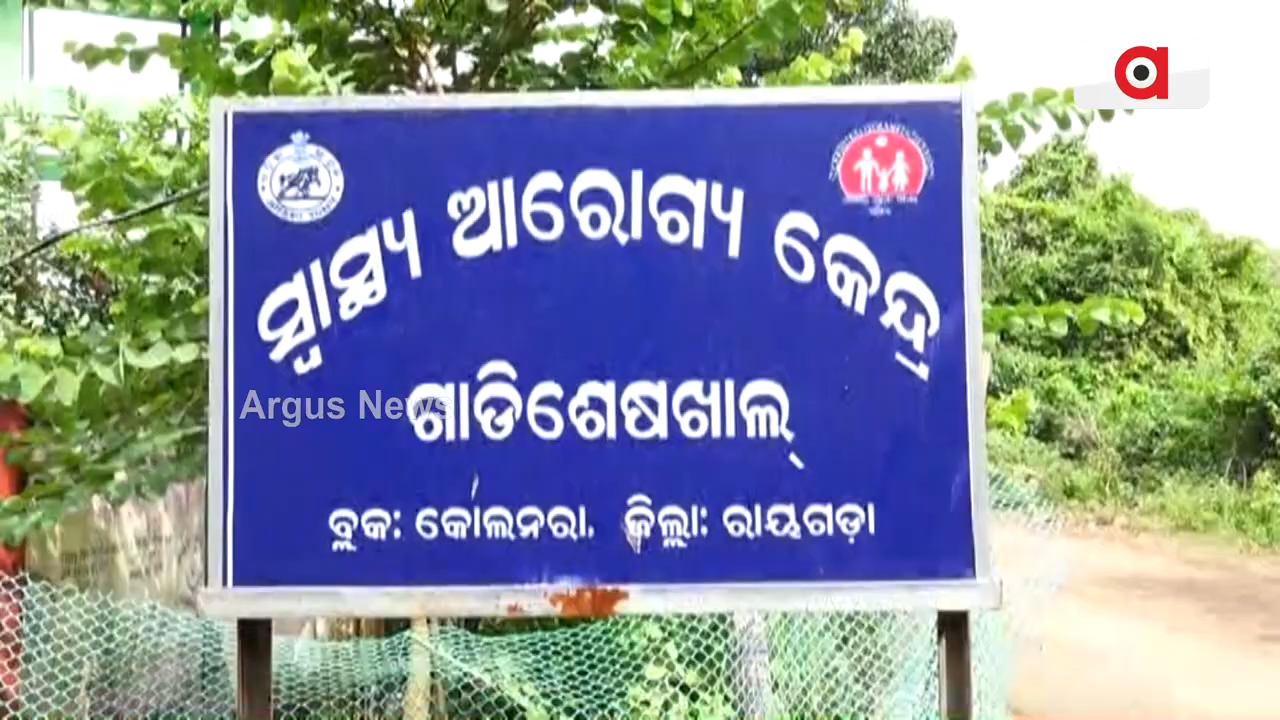 ସ୍ୱାସ୍ଥ୍ୟ ଆରୋଗ୍ୟ କେନ୍ଦ୍ର
ଖାଡିଶେଷଖାଲ୍
Argus News
ବ୍ଲକ: କୋଲନରା. ଜିଲ୍ଲା: ରାୟଗଡ଼ା